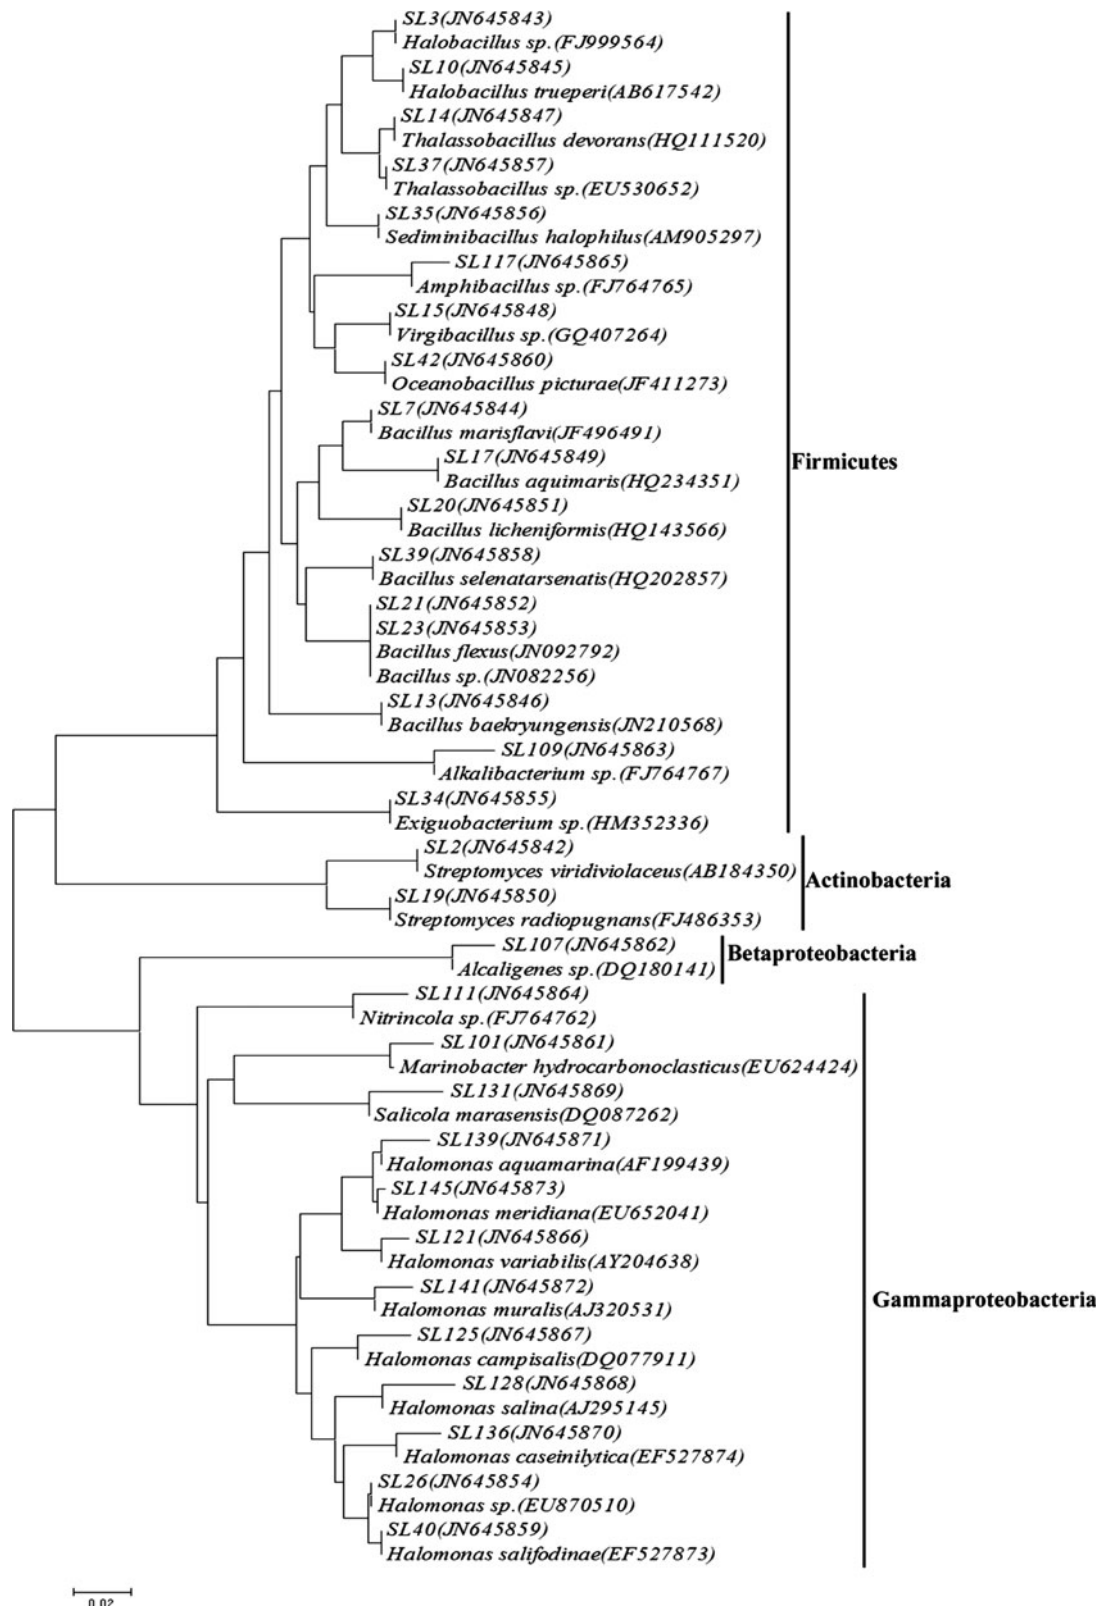 SL3(JN645843)
Halobacillus sp.(FJ999564)
SL10(JN645845)
Halobacillus trueperi(AB617542)
SL14(JN645847)
Thalassobacillus devorans(HQ111520)
SL37(JN645857)
Thalassobacillus sp.(EU530652)
SL35(JN645856)
Sediminibacillus halophilus(AM905297)
SL117(JN645865)
Amphibacillus sp.(FJ764765)
SL15(JN645848)
Virgibacillus sp.(GQ407264)
SL42(JN645860)
Oceanobacillus picturae(JF411273)
SL7(JN645844)
Bacillus marisflavi(JF496491)
SL17(JN645849)
Bacillus aquimaris(HQ234351)
SL20(JN645851)
Bacillus licheniformis(HQ143566)
SL39(JN645858)
Bacillus selenatarsenatis(HQ202857)
SL21(JN645852)
SL23(JN645853)
Bacillus flexus(JN092792)
Bacillus sp.(JN082256)
SL13(JN645846)
Bacillus baekryungensis(JN210568)
SL109(JN645863)
Alkalibacterium sp.(FJ764767)
SL34(JN645855)
Exiguobacterium sp.(HM352336)
Firmicutes
SL2(JN645842)
Streptomyces viridiviolaceus(AB184350)
SL19(JN645850)
Streptomyces radiopugnans(FJ486353)
Actinobacteria
SL107(JN645862)
Alcaligenes sp.(DQ180141)
Betaproteobacteria
SL111(JN645864)
Nitrincola sp.(FJ764762)
SL101(JN645861)
Marinobacter hydrocarbonoclasticus(EU624424)
SL131(JN645869)
Salicola marasensis(DQ087262)
SL139(JN645871)
Halomonas aquamarina(AF199439)
SL145(JN645873)
Halomonas meridiana(EU652041)
SL121(JN645866)
Halomonas variabilis(AY204638)
SL141(JN645872)
Halomonas muralis(AJ320531)
SL125(JN645867)
Halomonas campisalis(DQ077911)
SL128(JN645868)
Halomonas salina(AJ295145)
SL136(JN645870)
Halomonas caseinilytica(EF527874)
SL26(JN645854)
Halomonas sp.(EU870510)
SL40(JN645859)
Halomonas salifodinae(EF527873)
Gammaproteobacteria
0.02